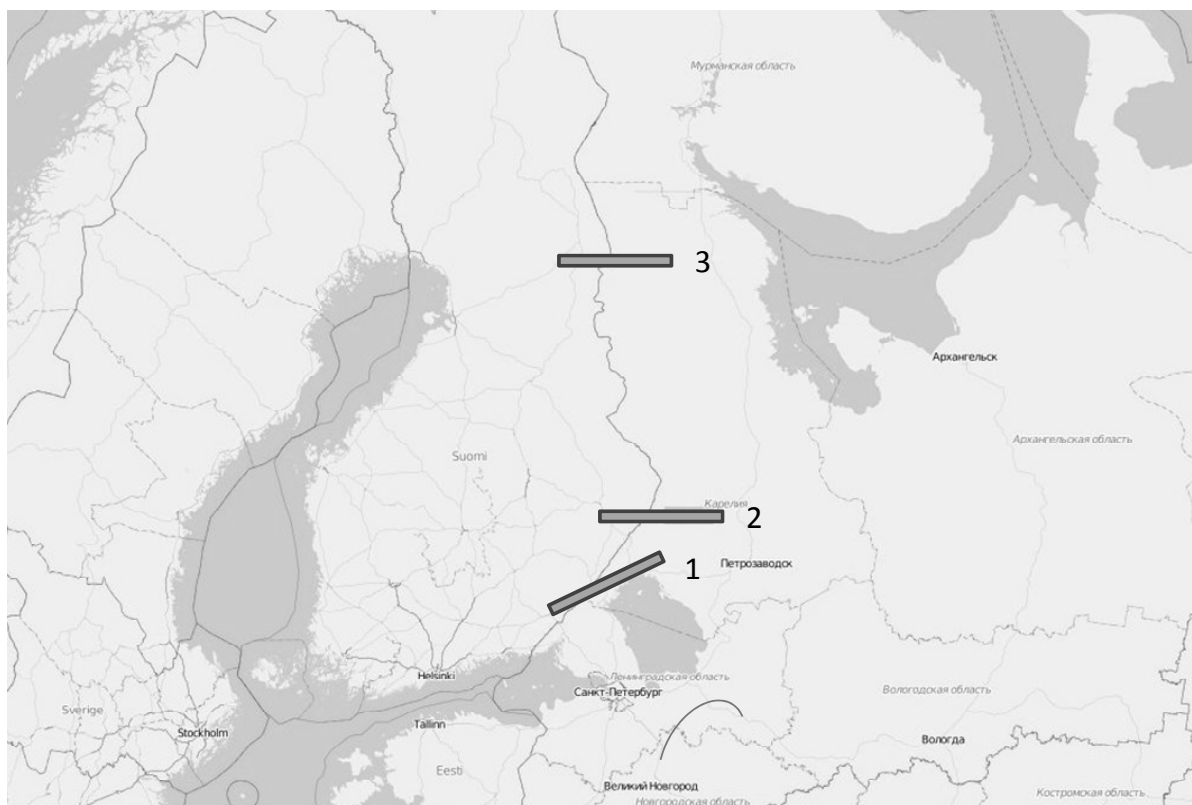 Мурманская область
3
Архангельск
Архангельская область
Suomi
Карелия
2
1
Петрозаводск
Helsinki
Ленинградская область
Санкт-Петербург
Вологодская область
Sverige
Stockholm
Tallinn
Вологда
Eesti
Великий Новгород
Новгородская область
Костромская область